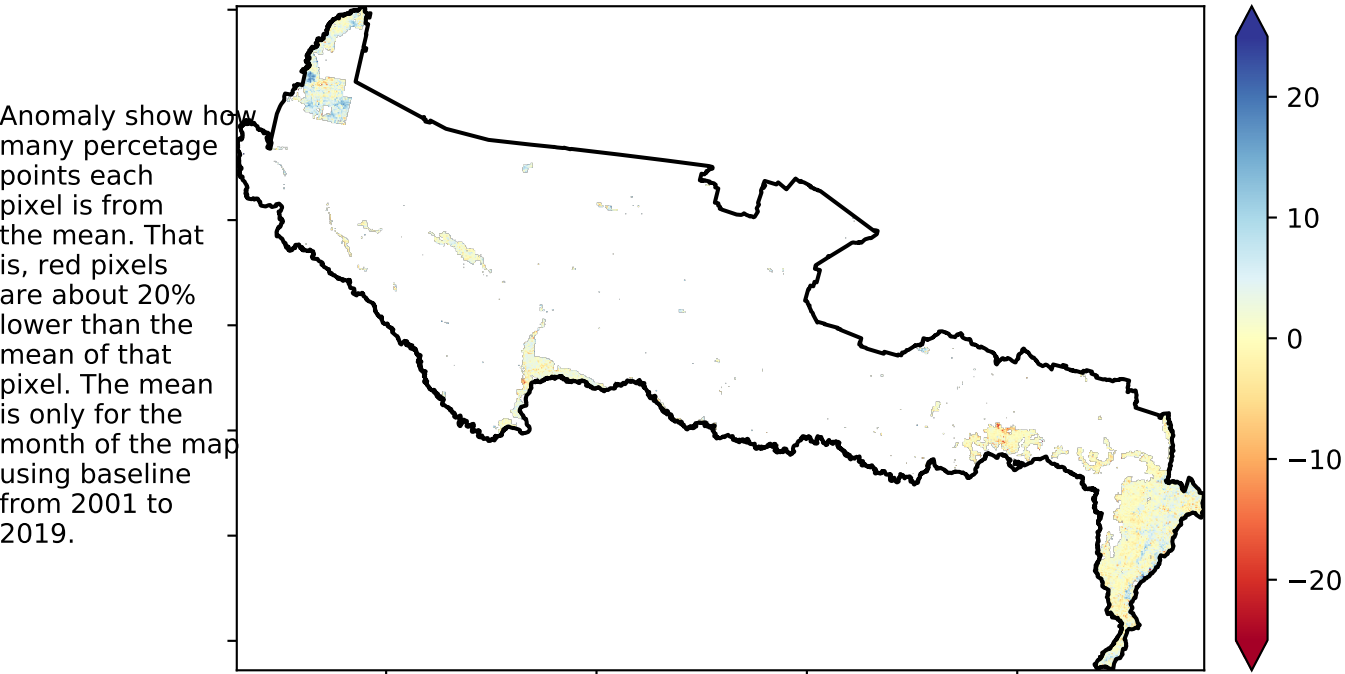 Anomaly show how
many percetage
points each
pixel is from
the mean. That
is, red pixels
are about 20%
lower than the
mean of that
pixel. The mean
is only for the
month of the map
using baseline
from 2001 to
2019.
20
10
0
−10
−20